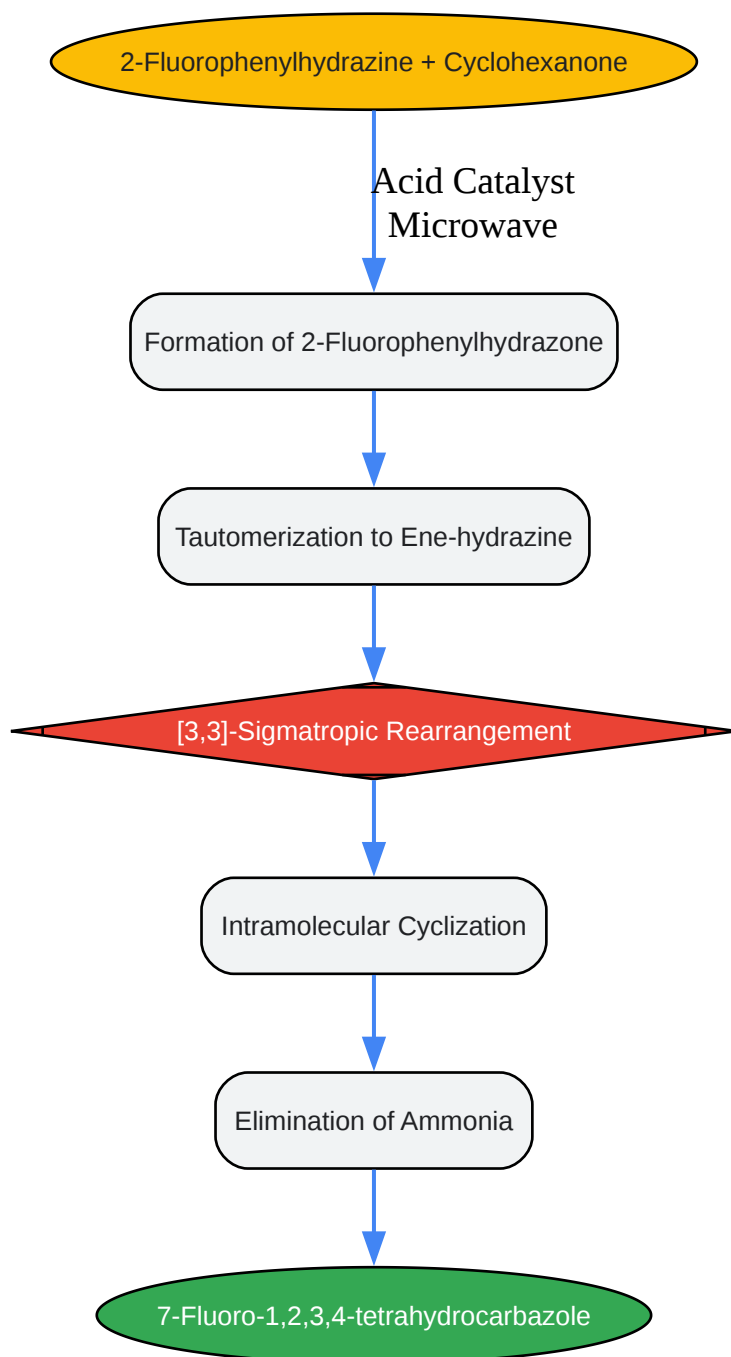 2-Fluorophenylhydrazine + Cyclohexanone
Acid Catalyst
Microwave
Formation of 2-Fluorophenylhydrazone
Tautomerization to Ene-hydrazine
[3,3]-Sigmatropic Rearrangement
Intramolecular Cyclization
Elimination of Ammonia
7-Fluoro-1,2,3,4-tetrahydrocarbazole